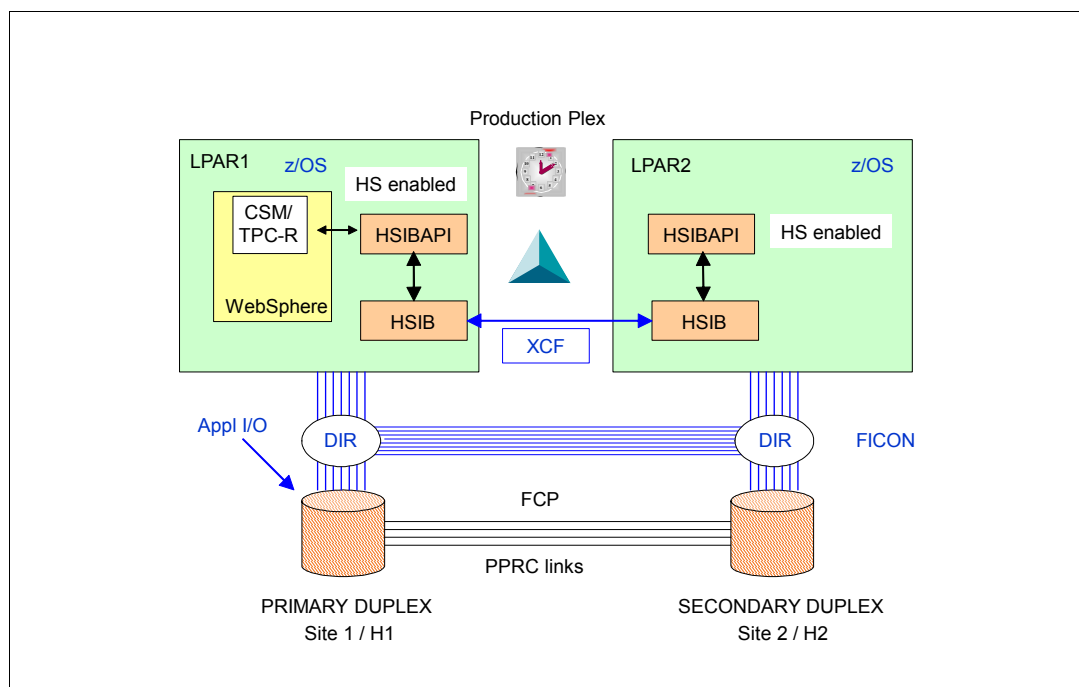 Production Plex
LPAR1
z/OS
HS enabled
CSM/
TPC-R
HSIBAPI
WebSphere
HSIB
XCF
LPAR2
z/OS
HSIBAPI
HS enabled
HSIB
Appl I/O
DIR
DIR
FICON
FCP
PPRC links
PRIMARY DUPLEX
Site 1 / H1
SECONDARY DUPLEX
Site 2 / H2